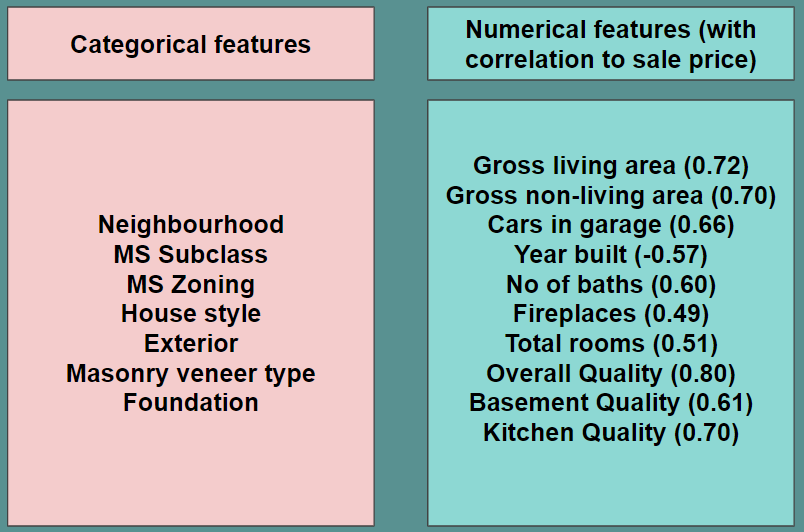 Categorical features
Neighbourhood
MS Subclass
MS Zoning
House style
Exterior
Masonry veneer type
Foundation
Numerical features (with
correlation to sale price)
Gross living area (0.72)
Gross non-living area (0.70)
Cars in garage (0.66)
Year built (-0.57)
No of baths (0.60)
Fireplaces (0.49)
Total rooms (0.51)
Overall Quality (0.80)
Basement Quality (0.61)
Kitchen Quality (0.70)